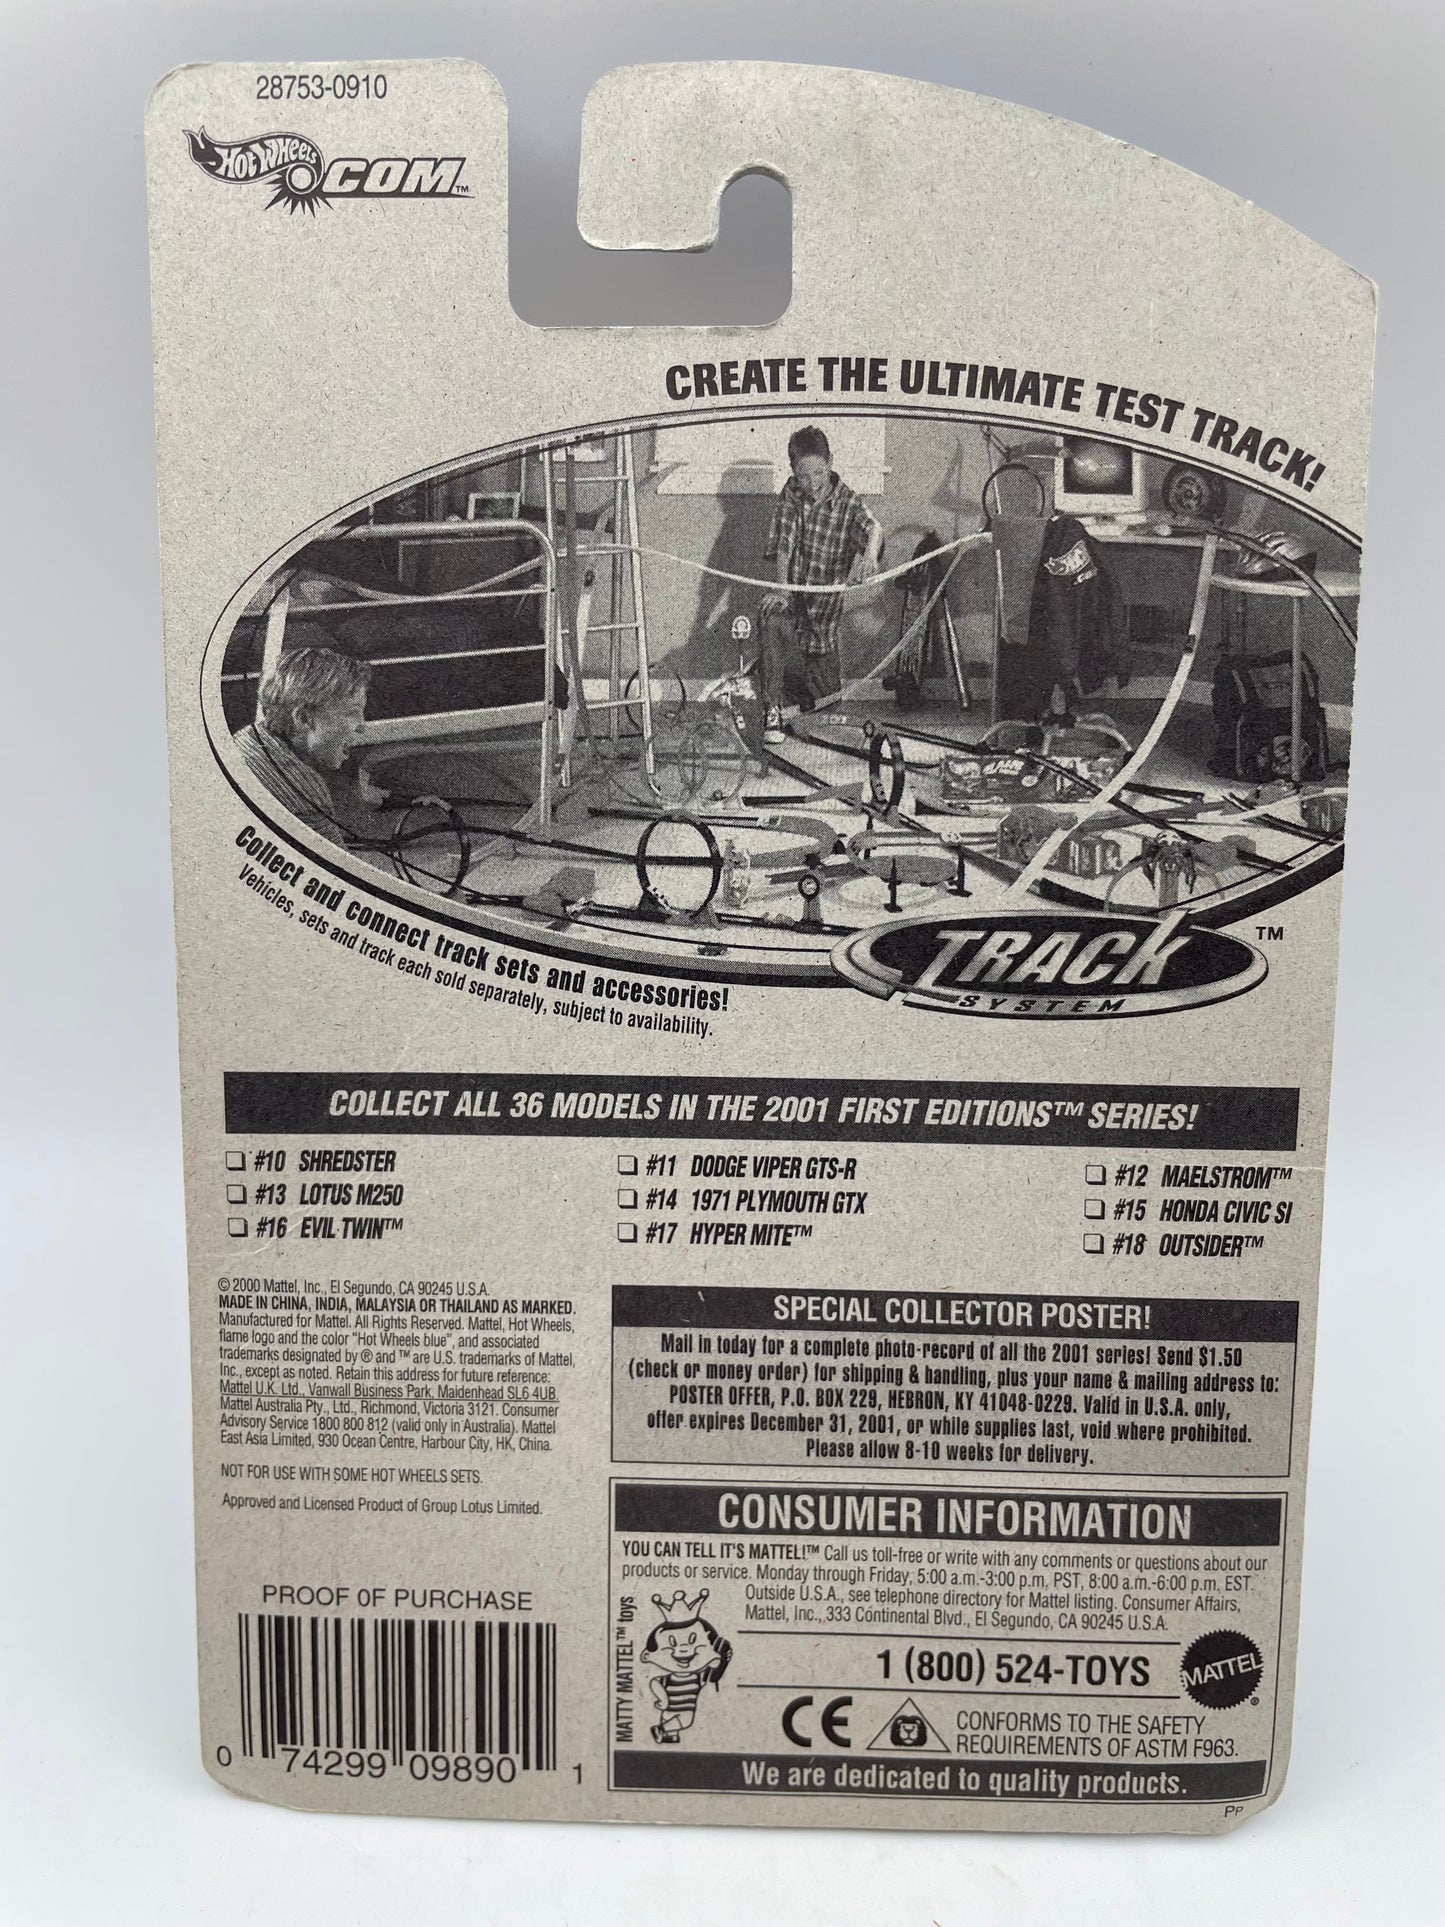 28753-0910
Hot Wheels .COM™
CREATE THE ULTIMATE TEST TRACK!
Collect and connect track sets and accessories!
Vehicles, sets and track each sold separately, subject to availability.
TRACK ™
SYSTEM
COLLECT ALL 36 MODELS IN THE 2001 FIRST EDITIONS™ SERIES!
#10 SHREDSTER
#11 DODGE VIPER GTS-R
#12 MAELSTROM™
#13 LOTUS M250
#14 1971 PLYMOUTH GTX
#15 HONDA CIVIC SI
#16 EVIL TWIN™
#17 HYPER MITE™
#18 OUTSIDER™
© 2000 Mattel, Inc., El Segundo, CA 90245 U.S.A.
MADE IN CHINA, INDIA, MALAYSIA OR THAILAND AS MARKED.
Manufactured for Mattel. All Rights Reserved. Mattel, Hot Wheels,
flame logo and the color "Hot Wheels blue", and associated
trademarks designated by ® and ™ are U.S. trademarks of Mattel,
Inc., except as noted. Retain this address for future reference:
Mattel U.K. Ltd., Vanwall Business Park, Maidenhead SL6 4UB.
Mattel Australia Pty., Ltd., Richmond, Victoria 3121. Consumer
Advisory Service 1800 800 812 (valid only in Australia). Mattel
East Asia Limited, 930 Ocean Centre, Harbour City, HK, China.
NOT FOR USE WITH SOME HOT WHEELS SETS.
Approved and Licensed Product of Group Lotus Limited.
PROOF OF PURCHASE
0 74299 09890 1
SPECIAL COLLECTOR POSTER!
Mail in today for a complete photo-record of all the 2001 series! Send $1.50
(check or money order) for shipping & handling, plus your name & mailing address to:
POSTER OFFER, P.O. BOX 229, HEBRON, KY 41048-0229. Valid in U.S.A. only,
offer expires December 31, 2001, or while supplies last, void where prohibited.
Please allow 8-10 weeks for delivery.
CONSUMER INFORMATION
YOU CAN TELL IT'S MATTEL!™ Call us toll-free or write with any comments or questions about our
products or service. Monday through Friday, 5:00 a.m.-3:00 p.m. PST, 8:00 a.m.-6:00 p.m. EST.
Outside U.S.A., see telephone directory for Mattel listing. Consumer Affairs,
Mattel, Inc., 333 Continental Blvd., El Segundo, CA 90245 U.S.A.
MATTY MATTEL™ toys
1 (800) 524-TOYS
MATTEL®
CE
CONFORMS TO THE SAFETY
REQUIREMENTS OF ASTM F963.
We are dedicated to quality products.
PP